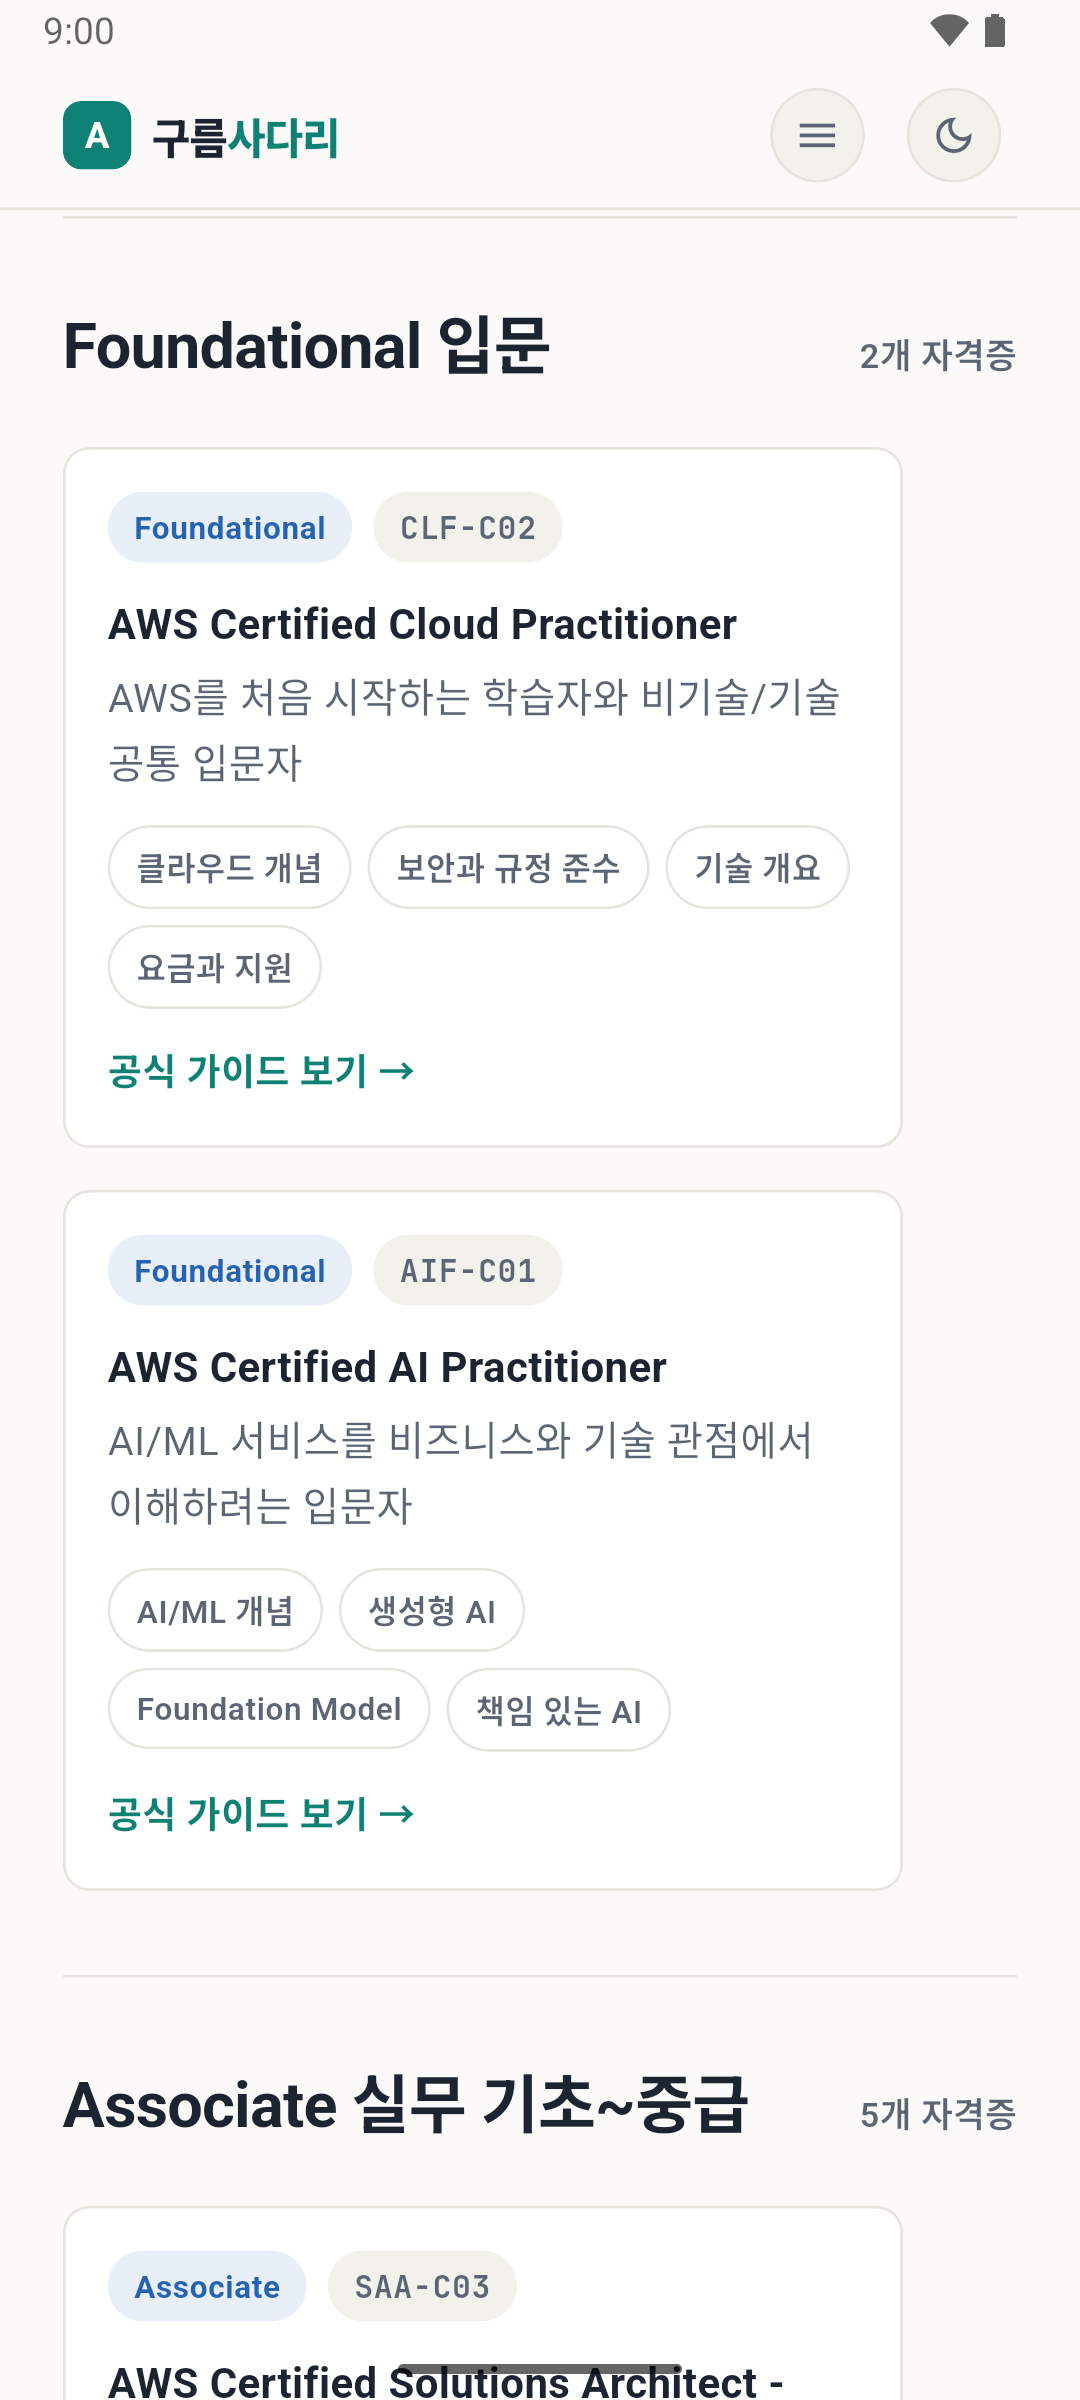 9:00
A 구름사다리
Foundational 입문
2개 자격증
Foundational CLF-C02
AWS Certified Cloud Practitioner
AWS를 처음 시작하는 학습자와 비기술/기술
공통 입문자
클라우드 개념 보안과 규정 준수 기술 개요
요금과 지원
공식 가이드 보기 →
Foundational AIF-C01
AWS Certified AI Practitioner
AI/ML 서비스를 비즈니스와 기술 관점에서
이해하려는 입문자
AI/ML 개념 생성형 AI
Foundation Model 책임 있는 AI
공식 가이드 보기 →
Associate 실무 기초~중급
5개 자격증
Associate SAA-C03
AWS Certified Solutions Architect -